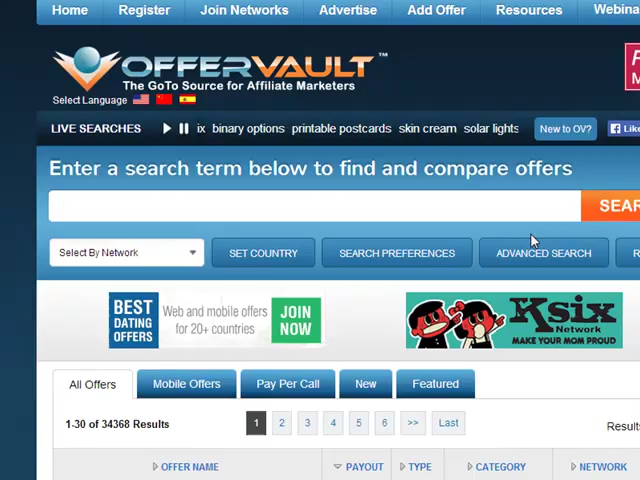 Home Register Join Networks Advertise Add Offer Resources Webina
OFFERVAULT™
The GoTo Source for Affiliate Marketers
Select Language
LIVE SEARCHES ix binary options printable postcards skin cream solar lights New to OV? Like
Enter a search term below to find and compare offers
SEAR
Select By Network SET COUNTRY SEARCH PREFERENCES ADVANCED SEARCH R
BEST DATING OFFERS
Web and mobile offers for 20+ countries
JOIN NOW
Ksix
Network
MAKE YOUR MOM PROUD
All Offers Mobile Offers Pay Per Call New Featured
1-30 of 34368 Results 1 2 3 4 5 6 >> Last Results
OFFER NAME PAYOUT TYPE CATEGORY NETWORK